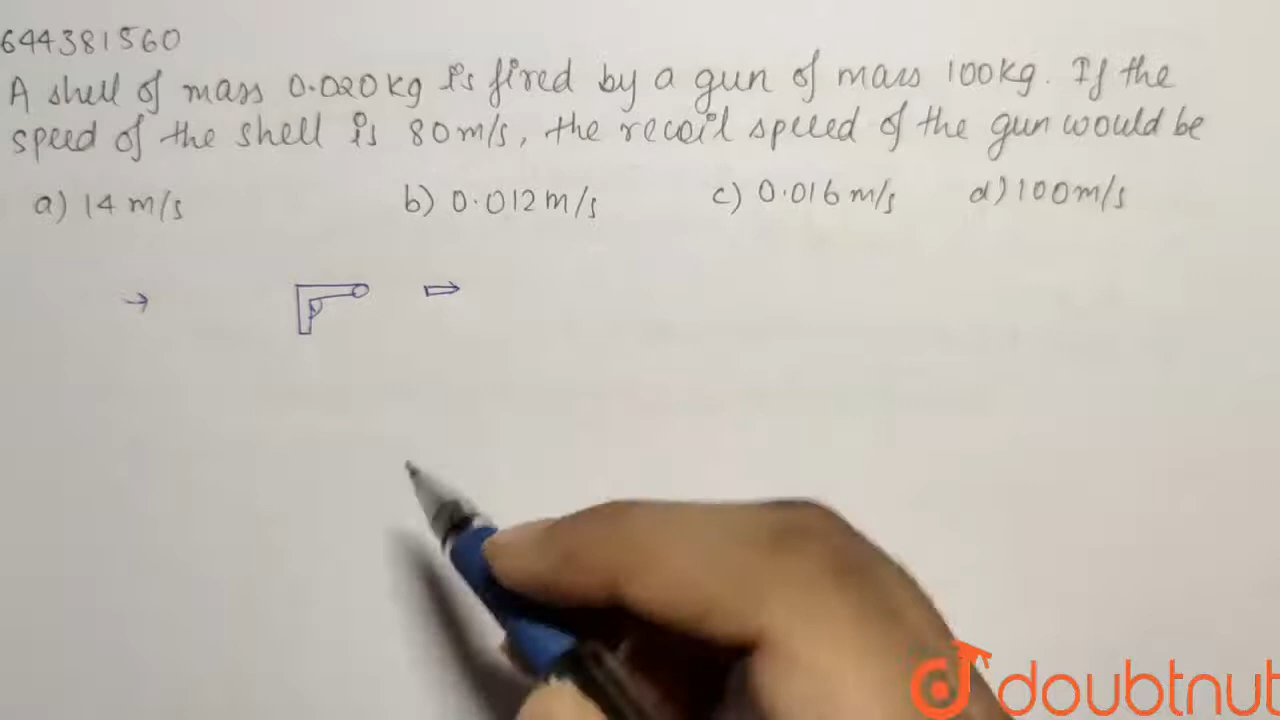 644381560
A shell of mass 0.020kg is fired by a gun of mass 100kg. If the
speed of the shell is 80m/s, the recoil speed of the gun would be
a) 14 m/s b) 0.012 m/s c) 0.016 m/s d) 100m/s
doubtnut